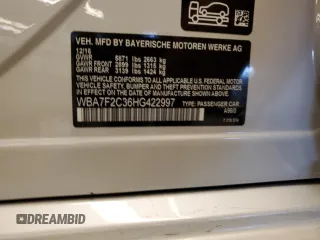 VEH. MFD BY BAYERISCHE MOTOREN WERKE AG
12/16
GVWR 5871 lbs 2663 kg
GAWR FRONT 2899 lbs 1315 kg
GAWR REAR 3139 lbs 1424 kg
THIS VEHICLE CONFORMS TO ALL APPLICABLE FEDERAL MOTOR VEHICLE
SAFETY, BUMPER AND THEFT PREVENTION STANDARDS IN
EFFECT ON THE DATE OF MANUFACTURE SHOWN ABOVE.
WBA7F2C36HG422997 TYPE: PASSENGER CAR
A96/0
DREAMBID